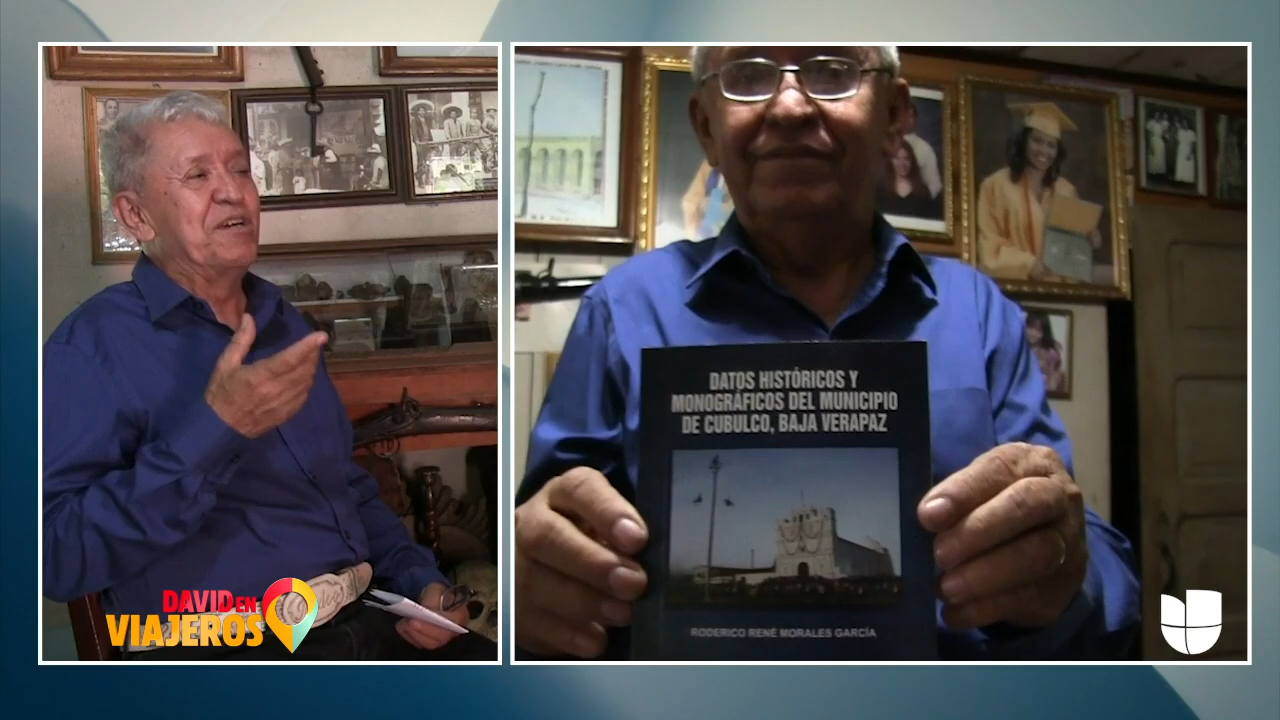 DATOS HISTÓRICOS Y
MONOGRÁFICOS DEL MUNICIPIO
DE CUBULCO, BAJA VERAPAZ
RODERICO RENÉ MORALES GARCÍA
DAVID EN
VIAJEROS